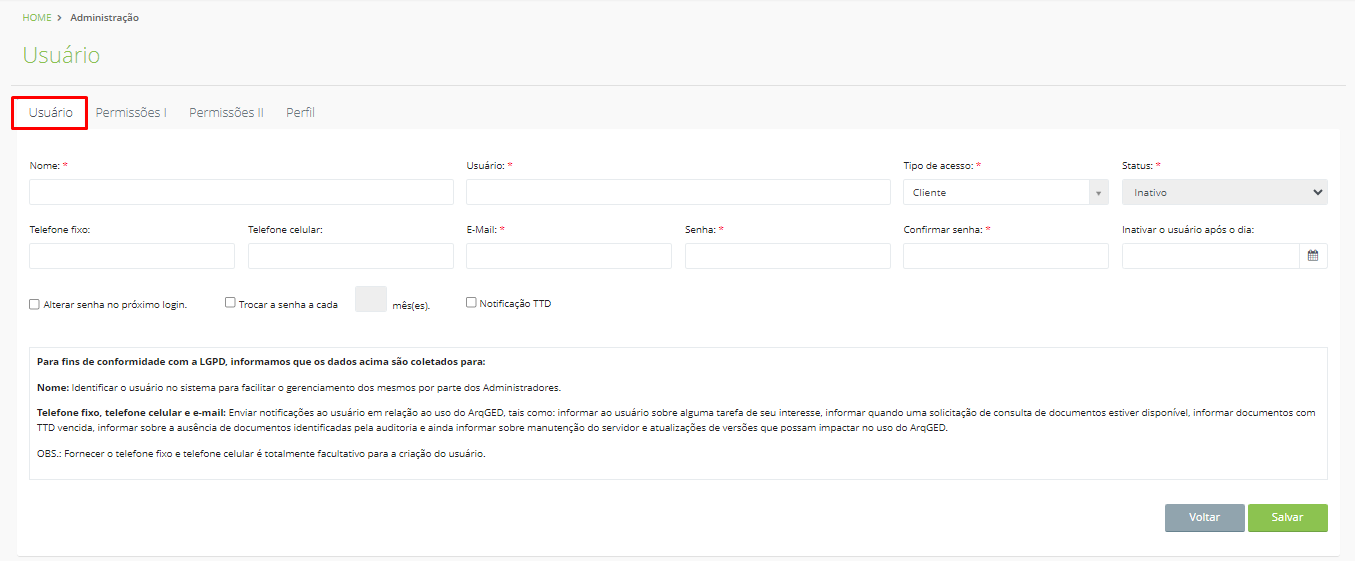 HOME > Administração
Usuário
Usuário Permissões I Permissões II Perfil
Nome: * Usuário: * Tipo de acesso: * Status: *
Cliente Inativo
Telefone fixo: Telefone celular: E-Mail: * Senha: * Confirmar senha: * Inativar o usuário após o dia:
Alterar senha no próximo login. Trocar a senha a cada mês(es). Notificação TTD
Para fins de conformidade com a LGPD, informamos que os dados acima são coletados para:
Nome: Identificar o usuário no sistema para facilitar o gerenciamento dos mesmos por parte dos Administradores.
Telefone fixo, telefone celular e e-mail: Enviar notificações ao usuário em relação ao uso do ArqGED, tais como: informar ao usuário sobre alguma tarefa de seu interesse, informar quando uma solicitação de consulta de documentos estiver disponível, informar documentos com
TTD vencida, informar sobre a ausência de documentos identificadas pela auditoria e ainda informar sobre manutenção do servidor e atualizações de versões que possam impactar no uso do ArqGED.
OBS.: Fornecer o telefone fixo e telefone celular é totalmente facultativo para a criação do usuário.
Voltar Salvar